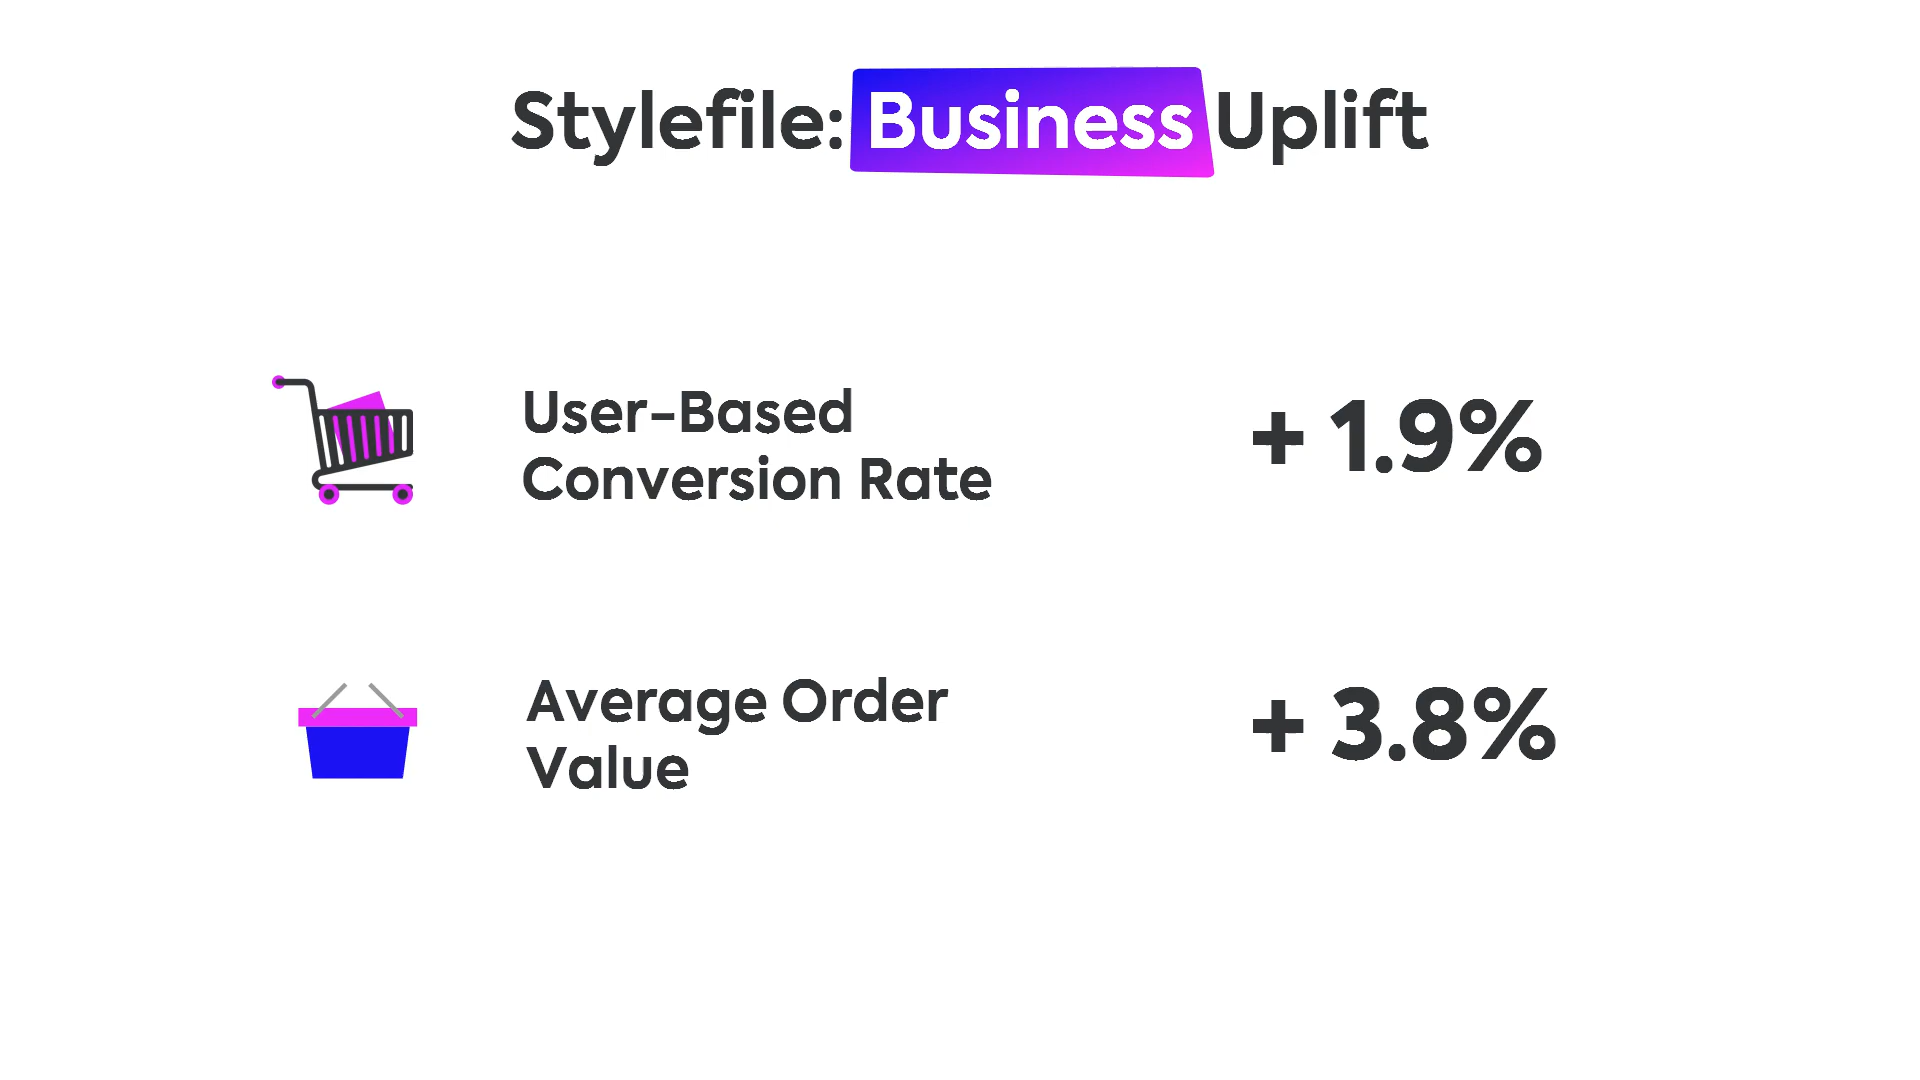 Stylefile: Business Uplift
User-Based
Conversion Rate
+ 1.9%
Average Order
Value
+ 3.8%